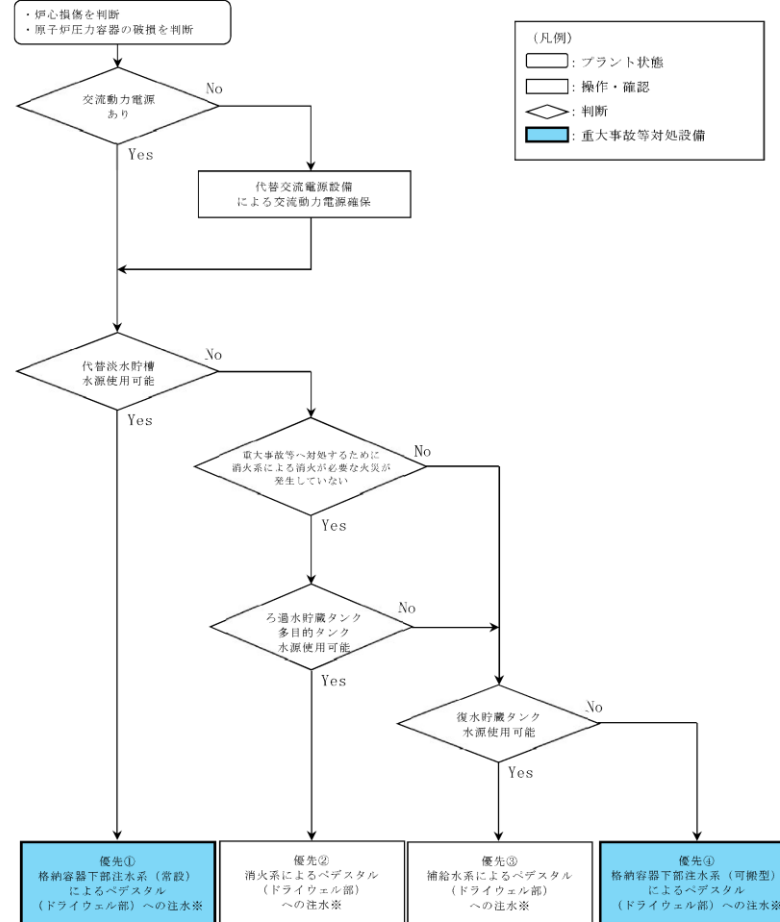 ・炉心損傷を判断
・原子炉圧力容器の破損を判断
(凡例)
：プラント状態
：操作・確認
：判断
：重大事故等対処設備
交流動力電源
あり
No
Yes
代替交流電源設備
による交流動力電源確保
代替淡水貯槽
水源使用可能
No
Yes
重大事故等へ対処するために
消火系による消火が必要な火災が
発生していない
No
Yes
ろ過水貯蔵タンク
多目的タンク
水源使用可能
No
Yes
復水貯蔵タンク
水源使用可能
No
Yes
優先①
格納容器下部注水系（常設）
によるペデスタル
（ドライウェル部）への注水※
優先②
消火系によるペデスタル
（ドライウェル部）
への注水※
優先③
補給水系によるペデスタル
（ドライウェル部）
への注水※
優先④
格納容器下部注水系（可搬型）
によるペデスタル
（ドライウェル部）への注水※